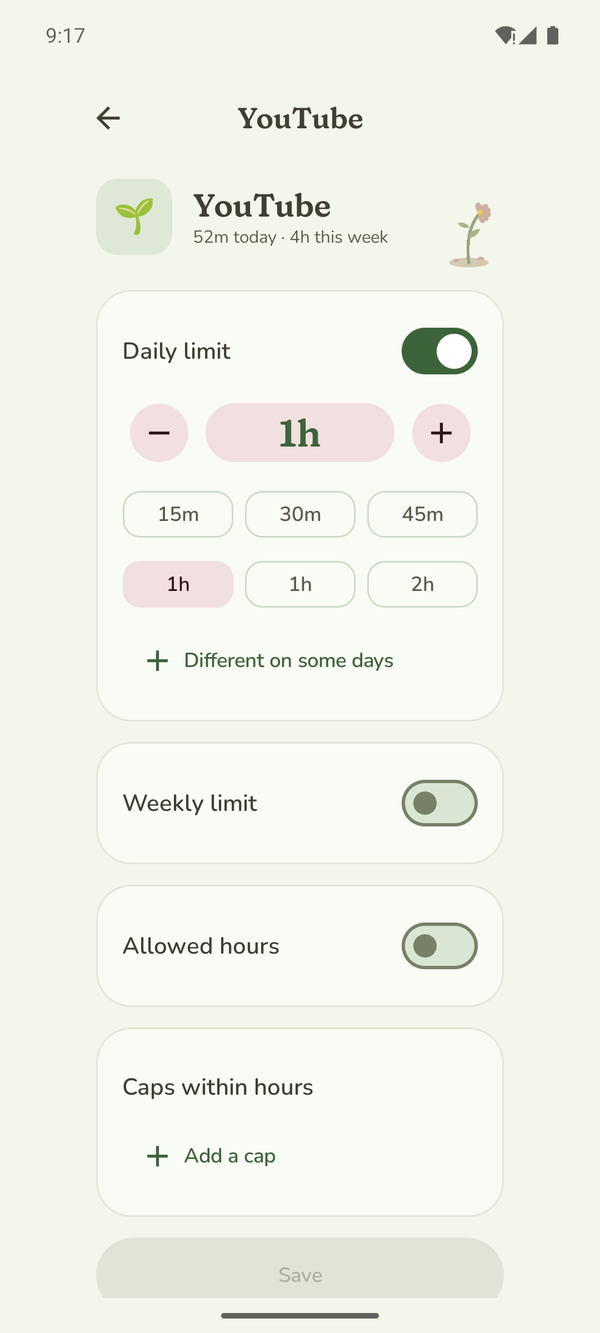 9:17
YouTube
YouTube
52m today · 4h this week
Daily limit
− 1h +
15m 30m 45m
1h 1h 2h
+ Different on some days
Weekly limit
Allowed hours
Caps within hours
+ Add a cap
Save